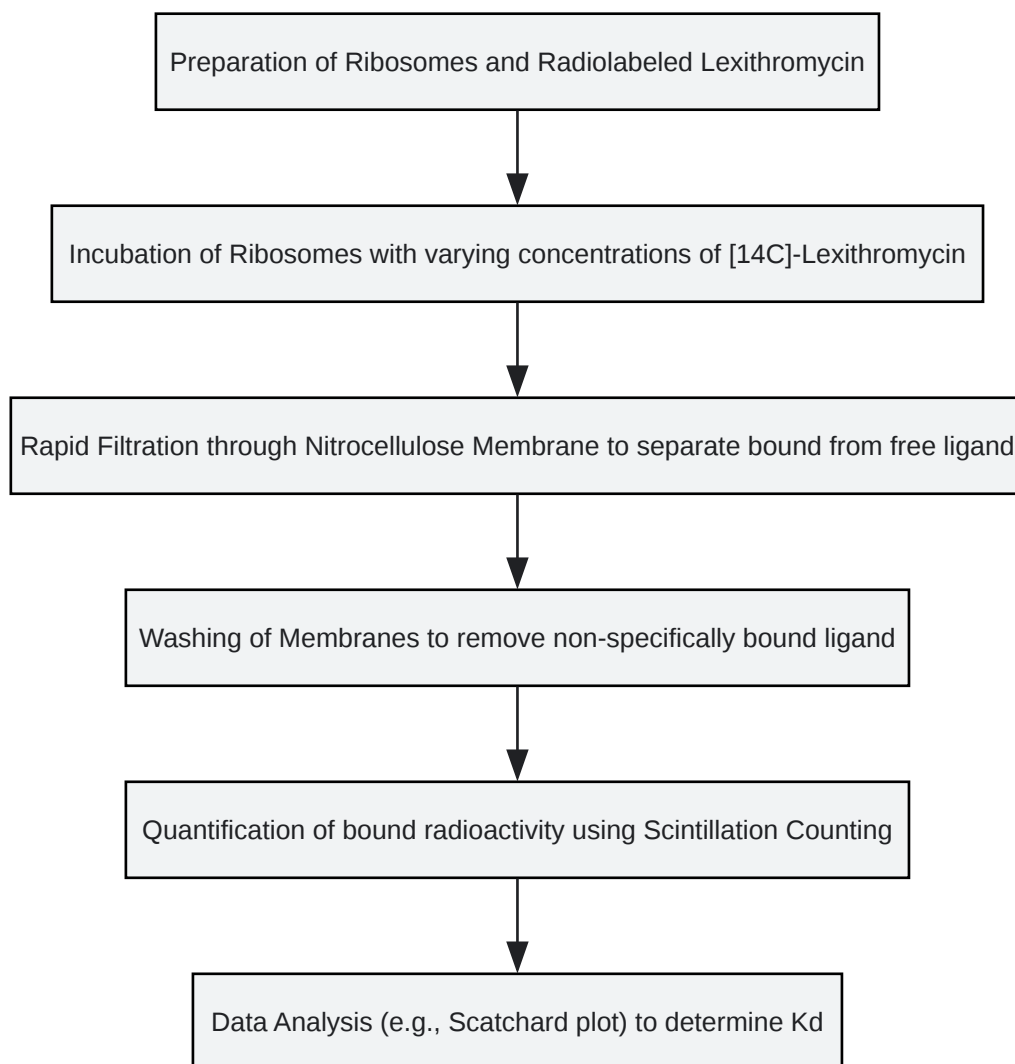 Preparation of Ribosomes and Radiolabeled Lexithromycin
Incubation of Ribosomes with varying concentrations of [14C]-Lexithromycin
Rapid Filtration through Nitrocellulose Membrane to separate bound from free ligand
Washing of Membranes to remove non-specifically bound ligand
Quantification of bound radioactivity using Scintillation Counting
Data Analysis (e.g., Scatchard plot) to determine Kd